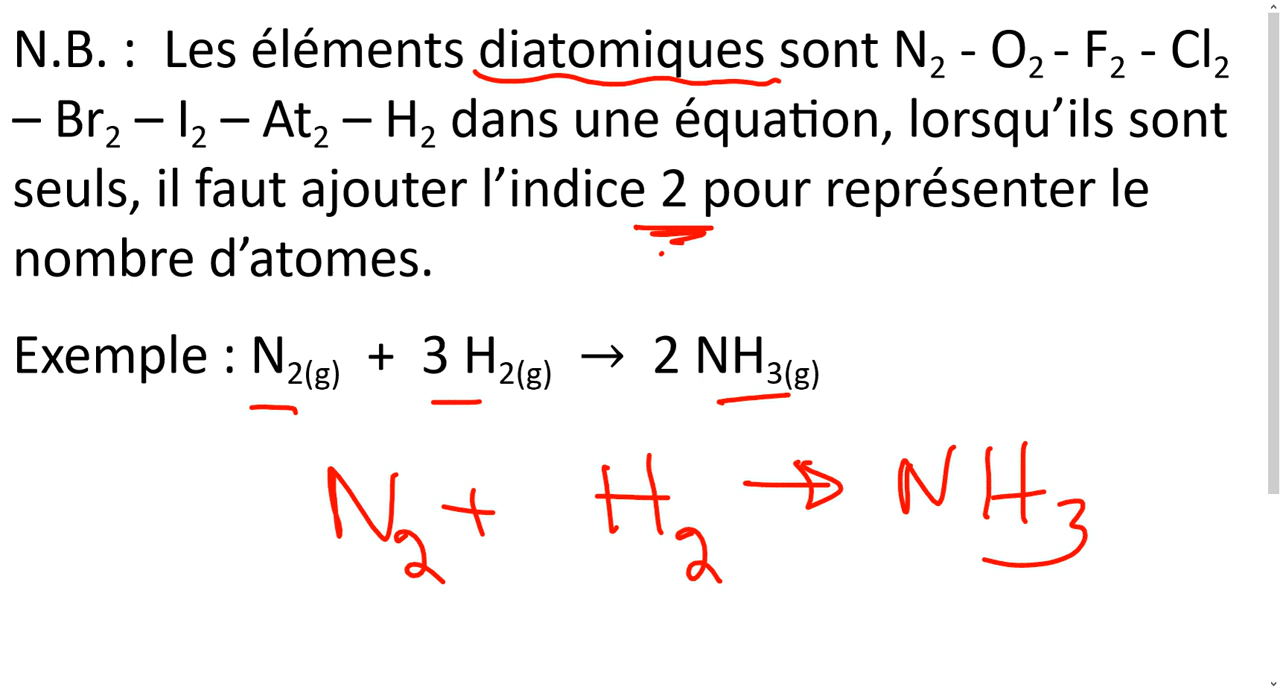 N.B. : Les éléments diatomiques sont N₂ - O₂ - F₂ - Cl₂
– Br₂ – I₂ – At₂ – H₂ dans une équation, lorsqu’ils sont
seuls, il faut ajouter l’indice 2 pour représenter le
nombre d’atomes.
Exemple : N₂(g) + 3 H₂(g) → 2 NH₃(g)
N₂ + H₂ → NH₃